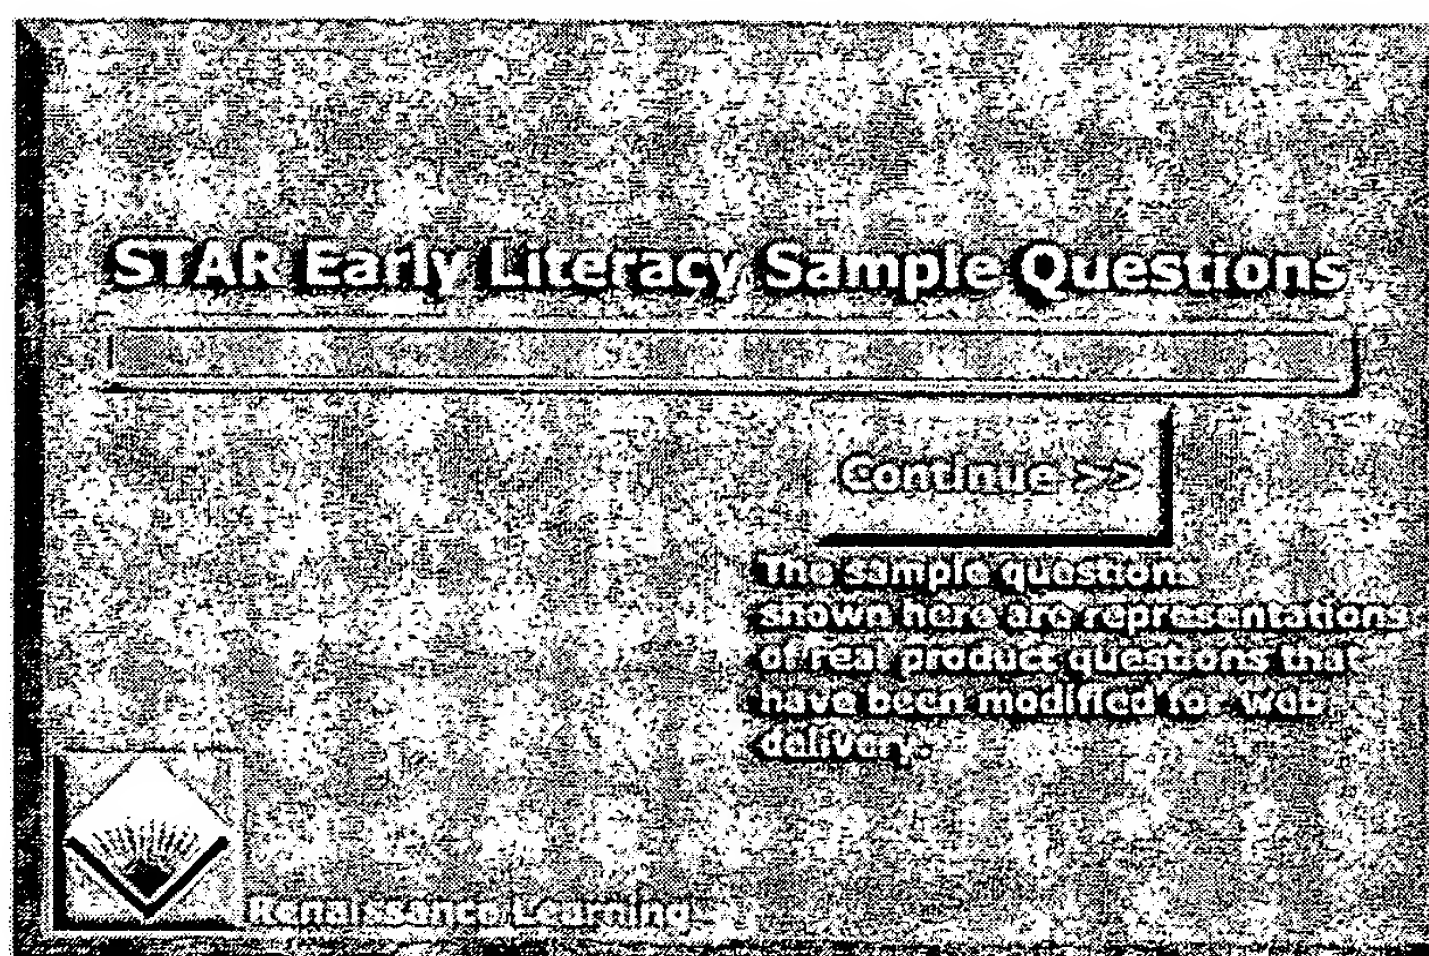 STAR Early Literacy Sample Questions
Continue >>
The sample questions
shown here are representations
of real product questions that
have been modified for web
delivery.
Renaissance Learning